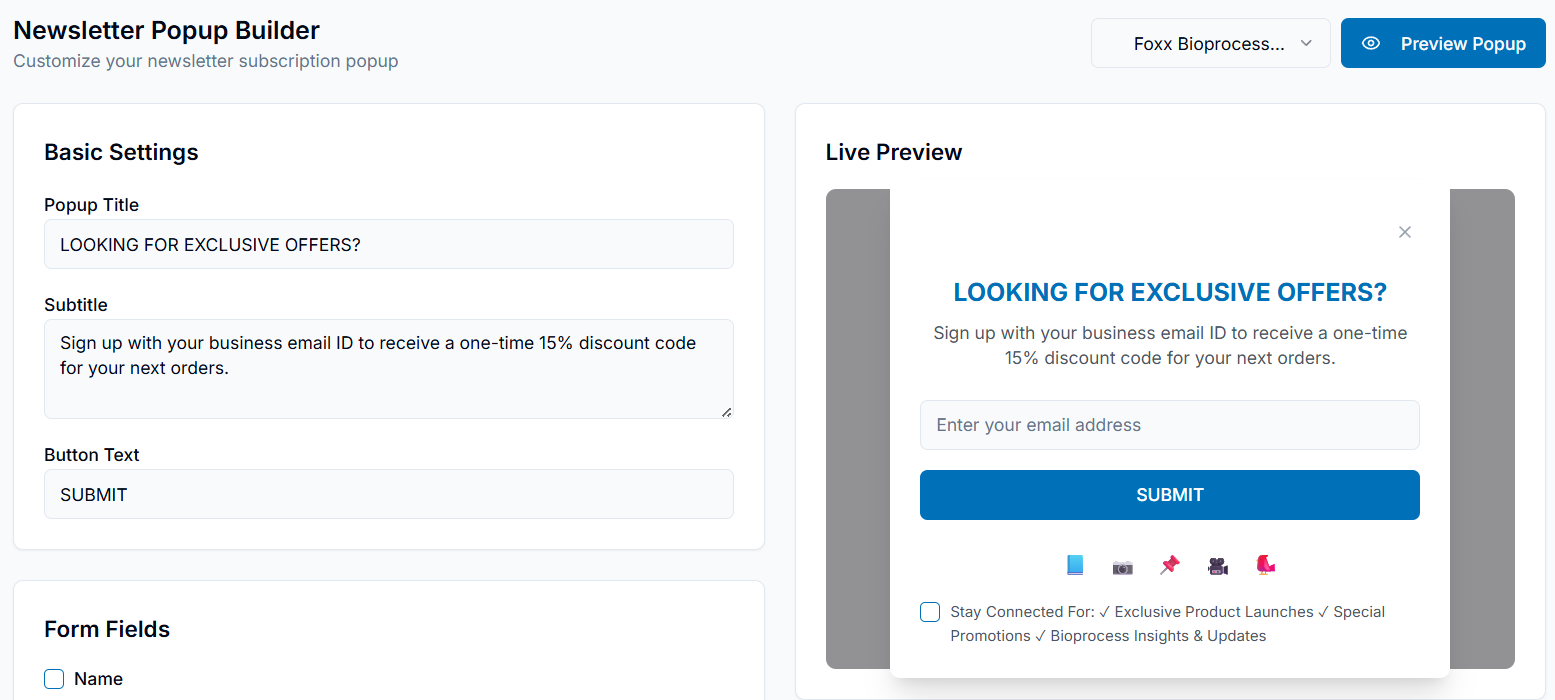 Newsletter Popup Builder
Customize your newsletter subscription popup
Foxx Bioprocess...
Preview Popup
Basic Settings
Popup Title
LOOKING FOR EXCLUSIVE OFFERS?
Subtitle
Sign up with your business email ID to receive a one-time 15% discount code
for your next orders.
Button Text
SUBMIT
Form Fields
Name
Live Preview
LOOKING FOR EXCLUSIVE OFFERS?
Sign up with your business email ID to receive a one-time
15% discount code for your next orders.
Enter your email address
SUBMIT
Stay Connected For: ✓ Exclusive Product Launches ✓ Special
Promotions ✓ Bioprocess Insights & Updates